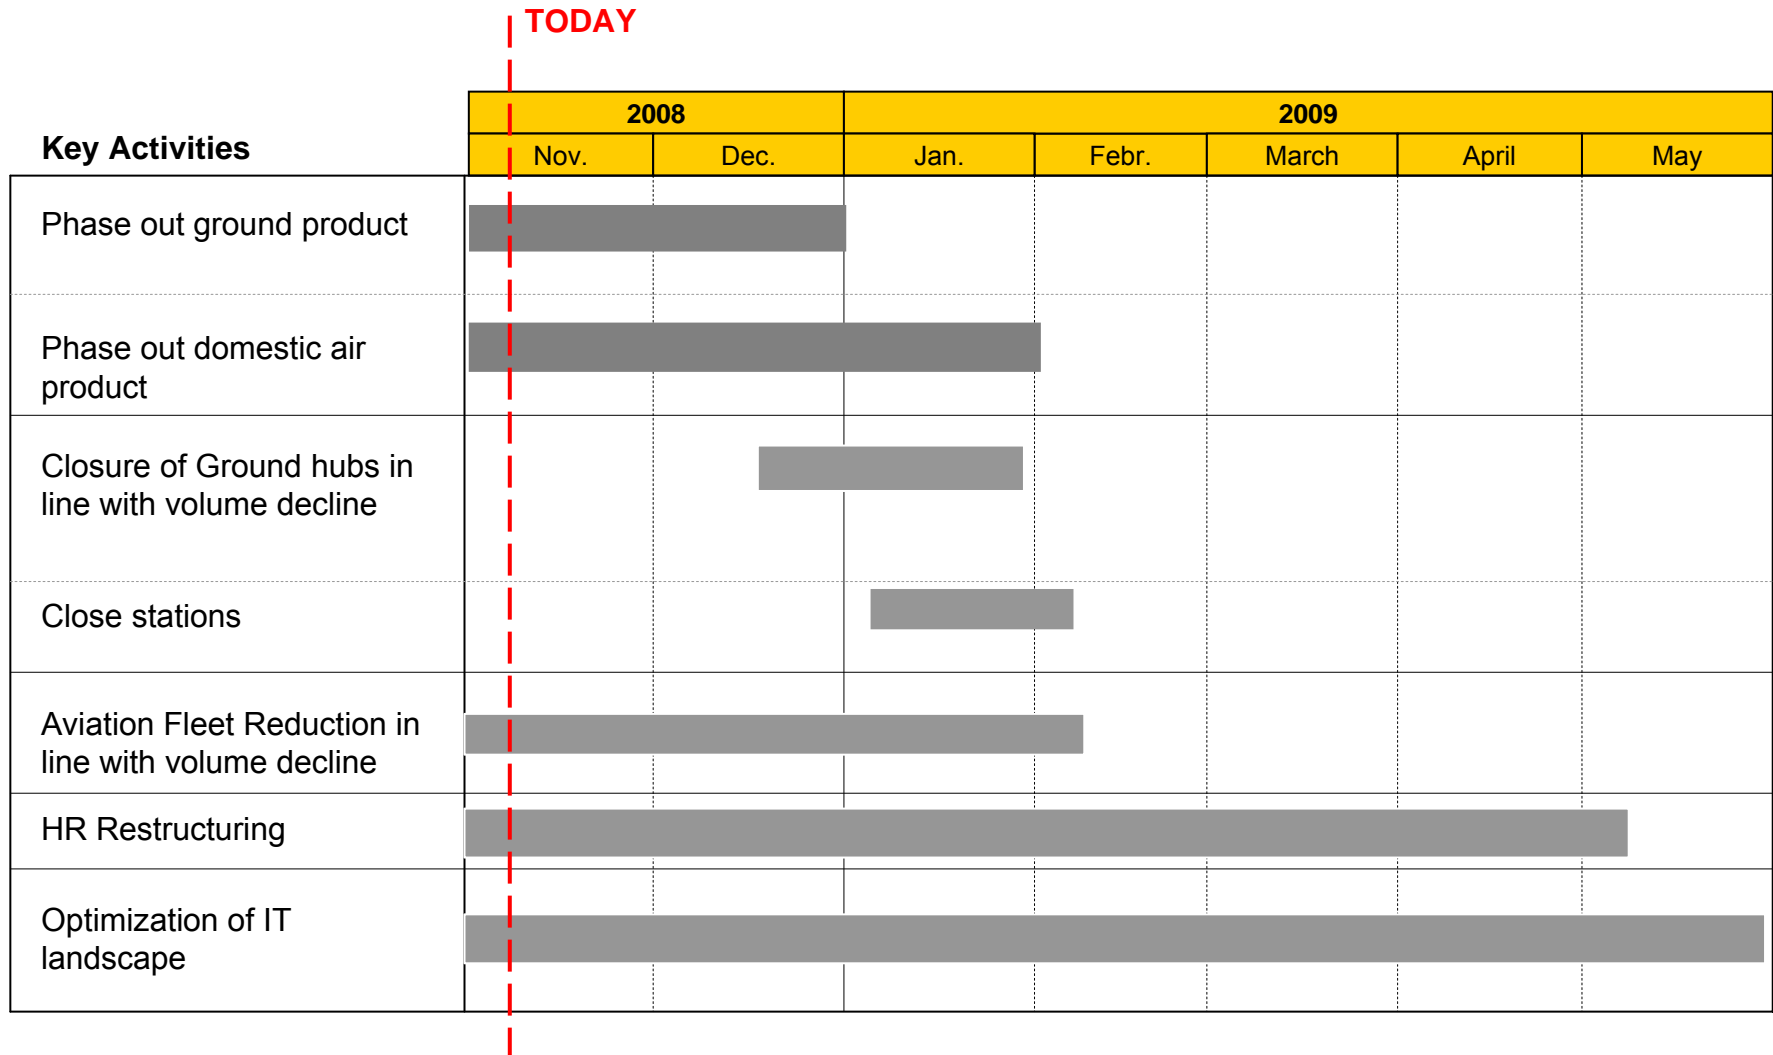 TODAY
2008
2009
Key Activities
Nov.
Dec.
Jan.
Febr.
March
April
May
Phase out ground product
Phase out domestic air
product
Closure of Ground hubs in
line with volume decline
Close stations
Aviation Fleet Reduction in
line with volume decline
HR Restructuring
Optimization of IT
landscape